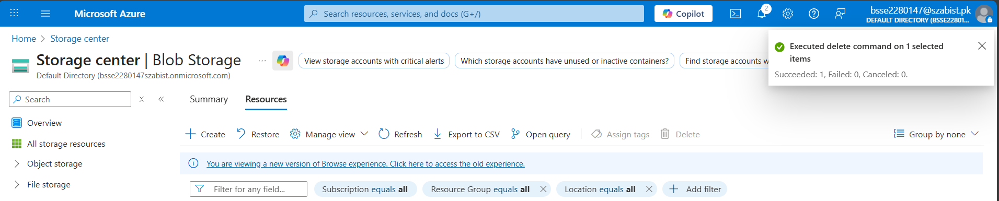 Microsoft Azure
Search resources, services, and docs (G+/)
Copilot
2
bsse2280147@szabist.pk
DEFAULT DIRECTORY (BSSE22801...
Home > Storage center
Executed delete command on 1 selected
items
Succeeded: 1, Failed: 0, Canceled: 0.
Storage center | Blob Storage
...
View storage accounts with critical alerts
Which storage accounts have unused or inactive containers?
Find storage accounts w
Default Directory (bsse2280147szabist.onmicrosoft.com)
Search
Summary
Resources
Overview
All storage resources
Object storage
File storage
Create
Restore
Manage view
Refresh
Export to CSV
Open query
Assign tags
Delete
Group by none
You are viewing a new version of Browse experience. Click here to access the old experience.
Filter for any field...
Subscription equals all
Resource Group equals all
Location equals all
Add filter